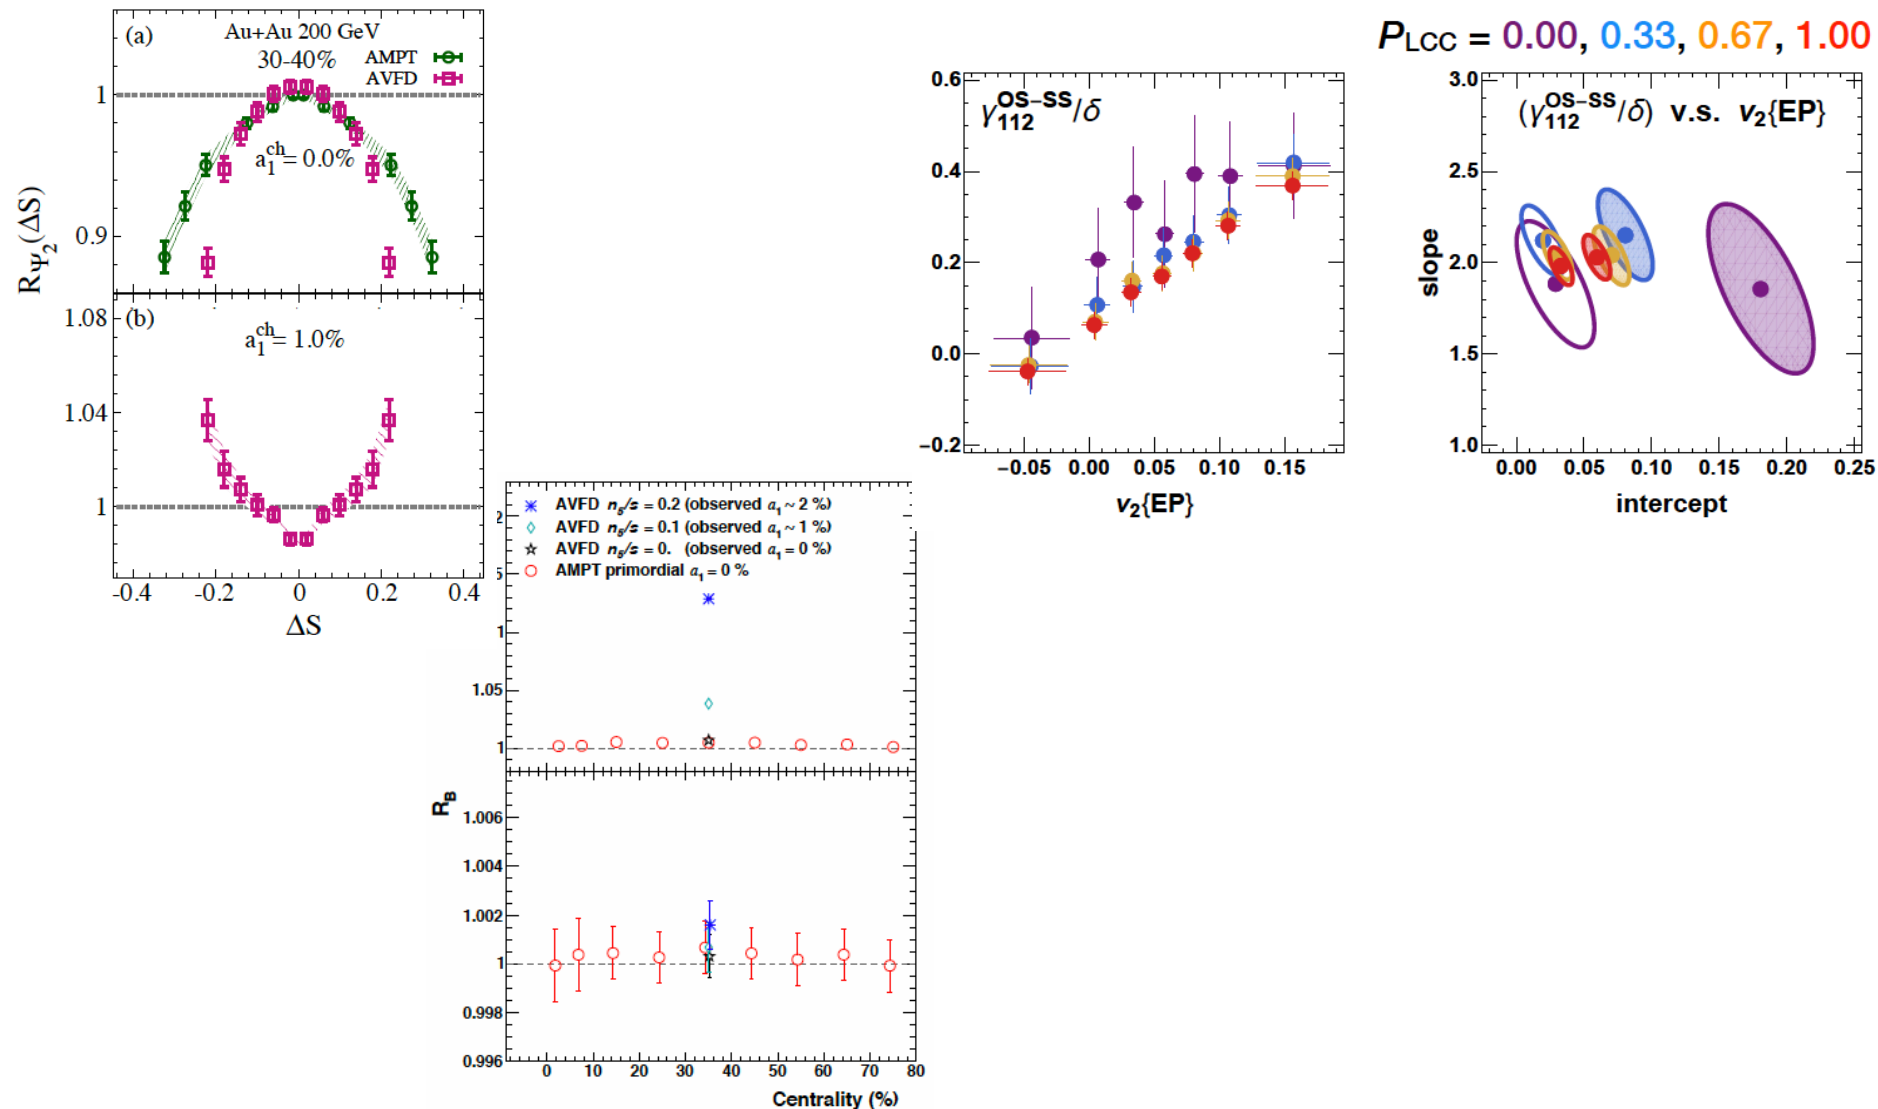 (a)
Au+Au 200 GeV
30-40%
AMPT
AVFD
a₁ᶜʰ= 0.0%
1
0.9
R_Ψ₂(ΔS)
(b)
a₁ᶜʰ= 1.0%
1.08
1.04
1
-0.4 -0.2 0 0.2 0.4
ΔS
AVFD n₅/s = 0.2 (observed a₁ ~ 2 %)
AVFD n₅/s = 0.1 (observed a₁ ~ 1 %)
AVFD n₅/s = 0. (observed a₁ = 0 %)
AMPT primordial a₁ = 0 %
2
5
1
1.05
1
R_B
1.006
1.004
1.002
1
0.998
0.996
0 10 20 30 40 50 60 70 80
Centrality (%)
P_LCC = 0.00, 0.33, 0.67, 1.00
γ₁₁₂^OS−SS/δ
0.6
0.4
0.2
0.0
−0.2
−0.05 0.00 0.05 0.10 0.15
v₂{EP}
(γ₁₁₂^OS−SS/δ) v.s. v₂{EP}
3.0
2.5
2.0
1.5
1.0
slope
0.00 0.05 0.10 0.15 0.20 0.25
intercept